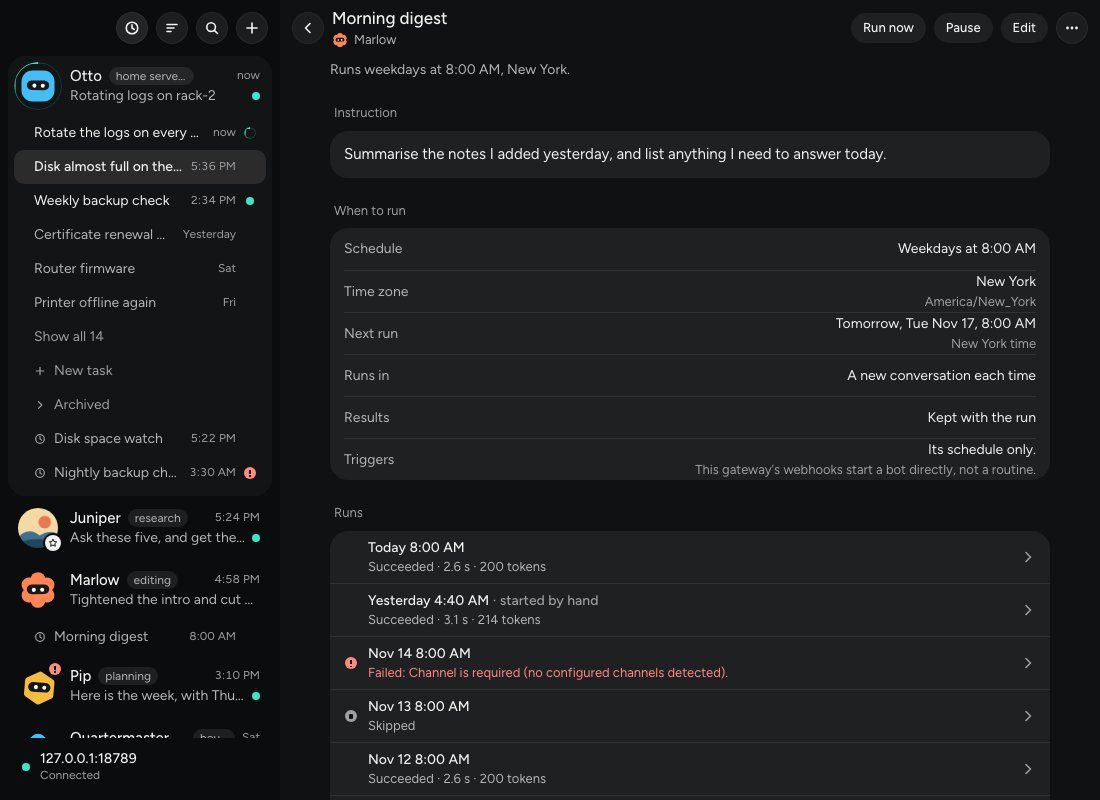 Otto home serve... now
Rotating logs on rack-2
Rotate the logs on every ... now
Disk almost full on the... 5:36 PM
Weekly backup check 2:34 PM
Certificate renewal ... Yesterday
Router firmware Sat
Printer offline again Fri
Show all 14
New task
Archived
Disk space watch 5:22 PM
Nightly backup ch... 3:30 AM
Juniper research 5:24 PM
Ask these five, and get the...
Marlow editing 4:58 PM
Tightened the intro and cut ...
Morning digest 8:00 AM
Pip planning 3:10 PM
Here is the week, with Thu...
Quartermaster Sat
127.0.0.1:18789
Connected
Morning digest
Marlow
Run now Pause Edit
Runs weekdays at 8:00 AM, New York.
Instruction
Summarise the notes I added yesterday, and list anything I need to answer today.
When to run
Schedule Weekdays at 8:00 AM
Time zone New York
America/New_York
Next run Tomorrow, Tue Nov 17, 8:00 AM
New York time
Runs in A new conversation each time
Results Kept with the run
Triggers Its schedule only.
This gateway's webhooks start a bot directly, not a routine.
Runs
Today 8:00 AM
Succeeded · 2.6 s · 200 tokens
Yesterday 4:40 AM · started by hand
Succeeded · 3.1 s · 214 tokens
Nov 14 8:00 AM
Failed: Channel is required (no configured channels detected).
Nov 13 8:00 AM
Skipped
Nov 12 8:00 AM
Succeeded · 2.6 s · 200 tokens